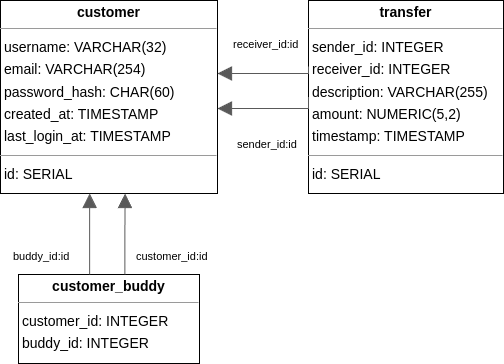 customer
username: VARCHAR(32)
email: VARCHAR(254)
password_hash: CHAR(60)
created_at: TIMESTAMP
last_login_at: TIMESTAMP
id: SERIAL
receiver_id:id
sender_id:id
transfer
sender_id: INTEGER
receiver_id: INTEGER
description: VARCHAR(255)
amount: NUMERIC(5,2)
timestamp: TIMESTAMP
id: SERIAL
buddy_id:id
customer_id:id
customer_buddy
customer_id: INTEGER
buddy_id: INTEGER